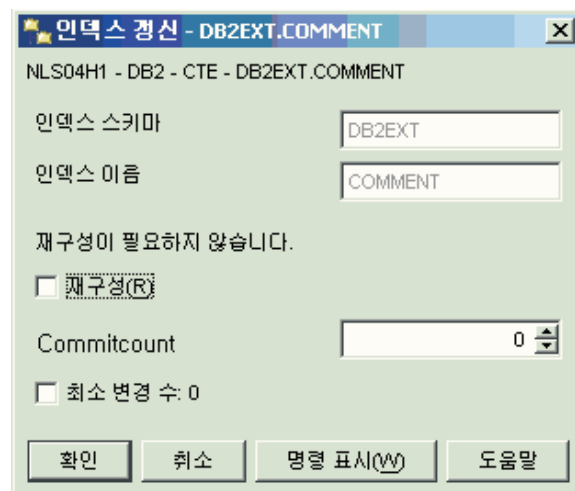 인덱스 갱신 - DB2EXT.COMMENT
NLS04H1 - DB2 - CTE - DB2EXT.COMMENT
인덱스 스키마 DB2EXT
인덱스 이름 COMMENT
재구성이 필요하지 않습니다.
재구성(R)
Commitcount 0
최소 변경 수: 0
확인 취소 명령 표시(W) 도움말